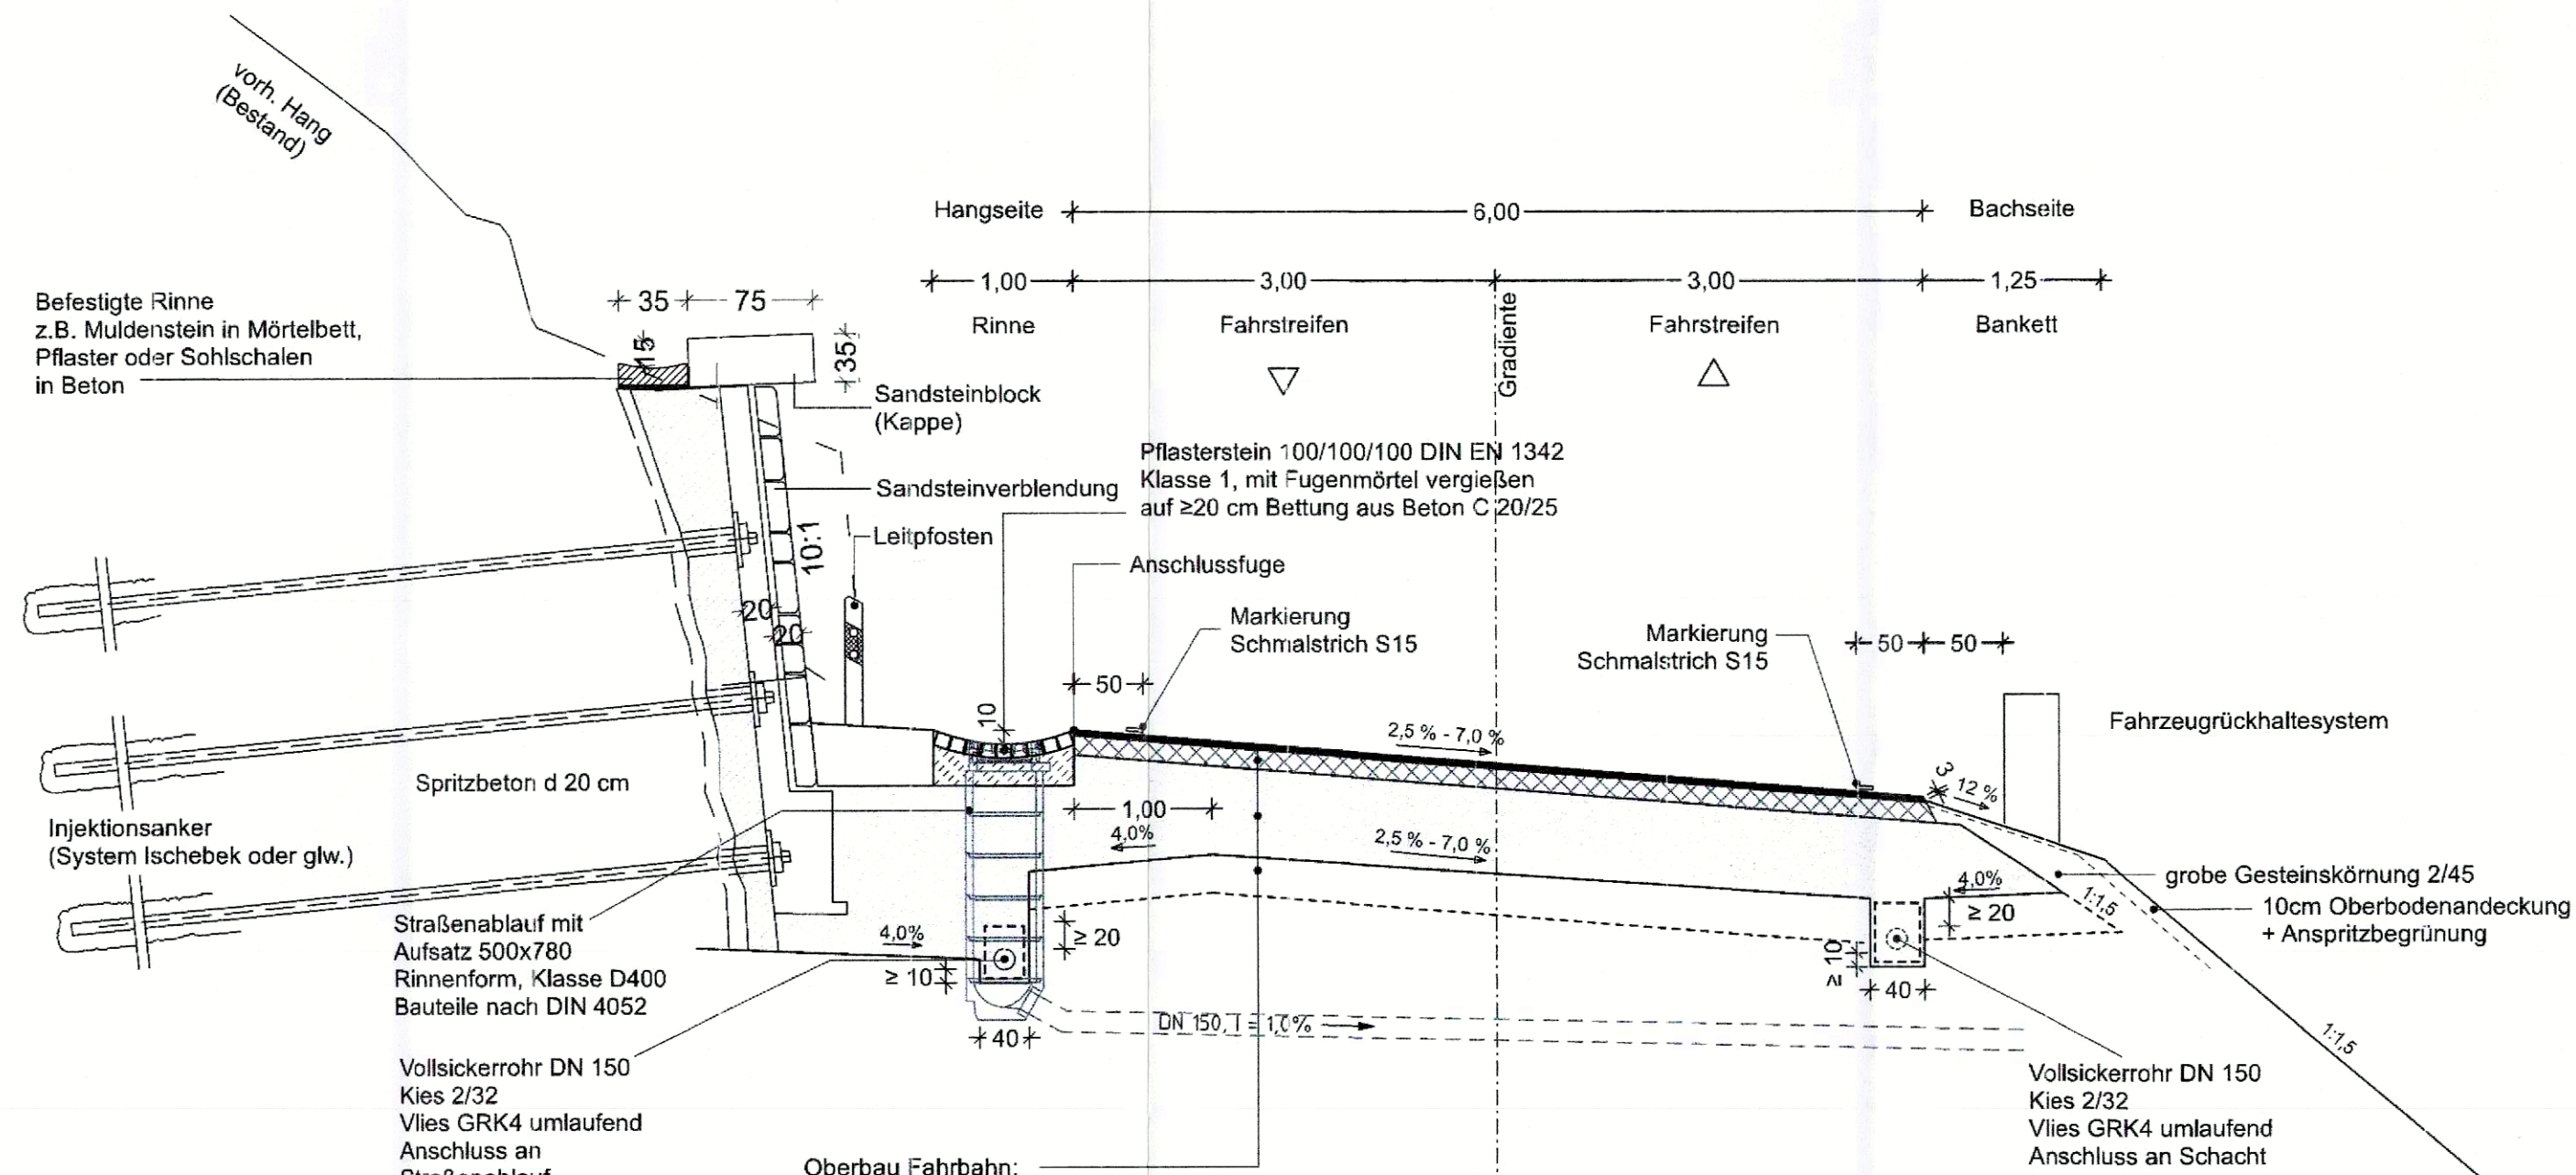 vorh. Hang
(Bestand)
Hangseite
6,00
Bachseite
1,00
3,00
3,00
1,25
Rinne
Fahrstreifen
Gradiente
Fahrstreifen
Bankett
Befestigte Rinne
z.B. Muldenstein in Mörtelbett,
Pflaster oder Sohlschalen
in Beton
35
75
15
35
Sandsteinblock
(Kappe)
Pflasterstein 100/100/100 DIN EN 1342
Klasse 1, mit Fugenmörtel vergießen
auf ≥20 cm Bettung aus Beton C 20/25
Sandsteinverblendung
Leitpfosten
10:1
Anschlussfuge
20
20
Markierung
Schmalstrich S15
Markierung
Schmalstrich S15
50
50
50
10
2,5 % - 7,0 %
Fahrzeugrückhaltesystem
3
12 %
Spritzbeton d 20 cm
Injektionsanker
(System Ischebek oder glw.)
1,00
4,0%
2,5 % - 7,0 %
grobe Gesteinskörnung 2/45
4,0%
≥ 20
1:1,5
10cm Oberbodenandeckung
+ Anspritzbegrünung
Straßenablauf mit
Aufsatz 500x780
Rinnenform, Klasse D400
Bauteile nach DIN 4052
4,0%
≥ 20
≥ 10
≥ 10
40
40
DN 150, I = 1,0%
1:1,5
Vollsickerrohr DN 150
Kies 2/32
Vlies GRK4 umlaufend
Anschluss an
Straßenablauf
Oberbau Fahrbahn:
Vollsickerrohr DN 150
Kies 2/32
Vlies GRK4 umlaufend
Anschluss an Schacht